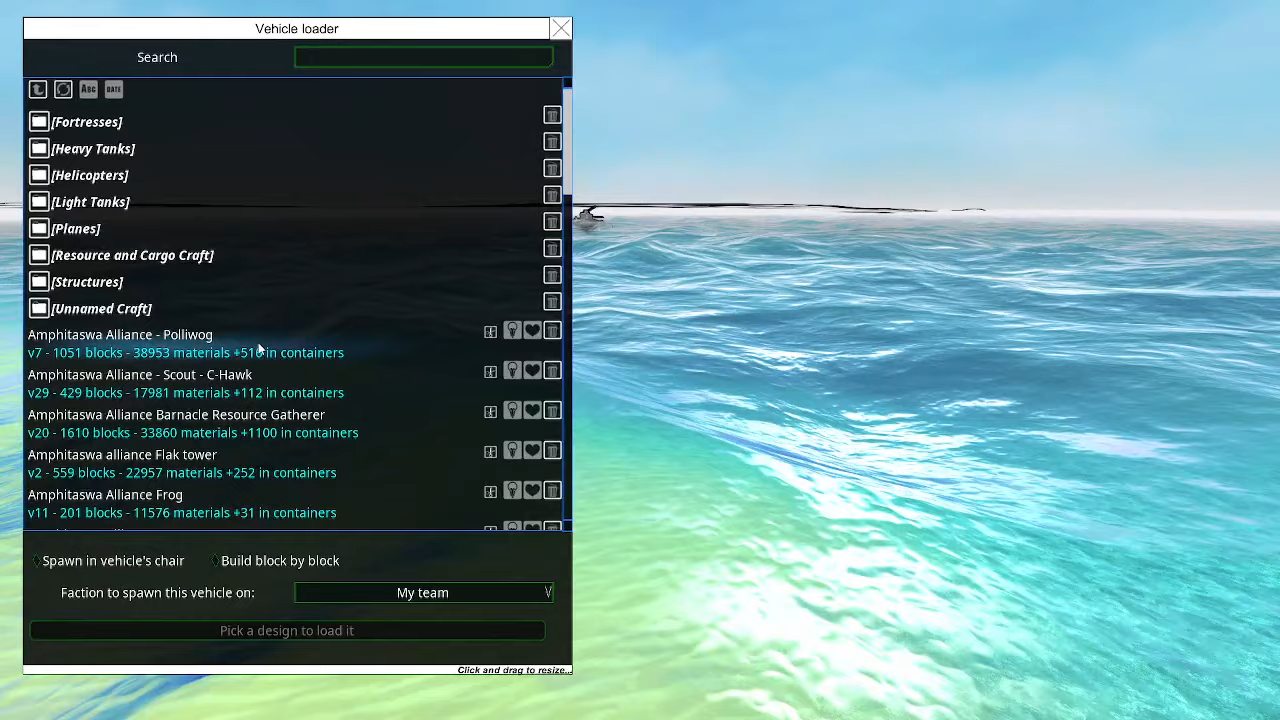 Vehicle loader
Search
ABC DATE
[Fortresses]
[Heavy Tanks]
[Helicopters]
[Light Tanks]
[Planes]
[Resource and Cargo Craft]
[Structures]
[Unnamed Craft]
Amphitaswa Alliance - Polliwog
v7 - 1051 blocks - 38953 materials +516 in containers
Amphitaswa Alliance - Scout - C-Hawk
v29 - 429 blocks - 17981 materials +112 in containers
Amphitaswa Alliance Barnacle Resource Gatherer
v20 - 1610 blocks - 33860 materials +1100 in containers
Amphitaswa alliance Flak tower
v2 - 559 blocks - 22957 materials +252 in containers
Amphitaswa Alliance Frog
v11 - 201 blocks - 11576 materials +31 in containers
Spawn in vehicle's chair Build block by block
Faction to spawn this vehicle on: My team
Pick a design to load it
Click and drag to resize...